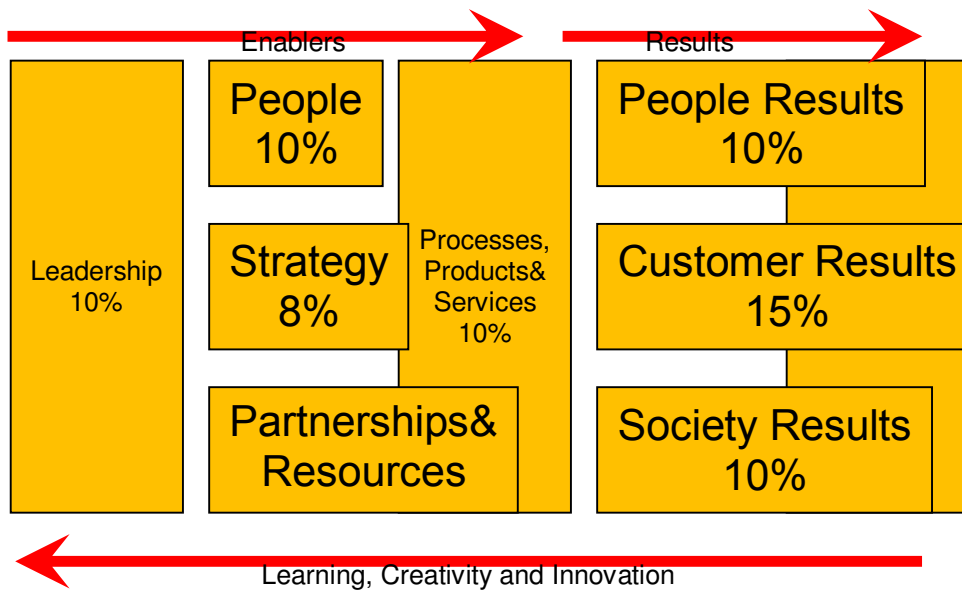 Enablers
Results
Leadership
10%
People
10%
Strategy
8%
Partnerships&
Resources
Processes,
Products&
Services
10%
People Results
10%
Customer Results
15%
Society Results
10%
Learning, Creativity and Innovation